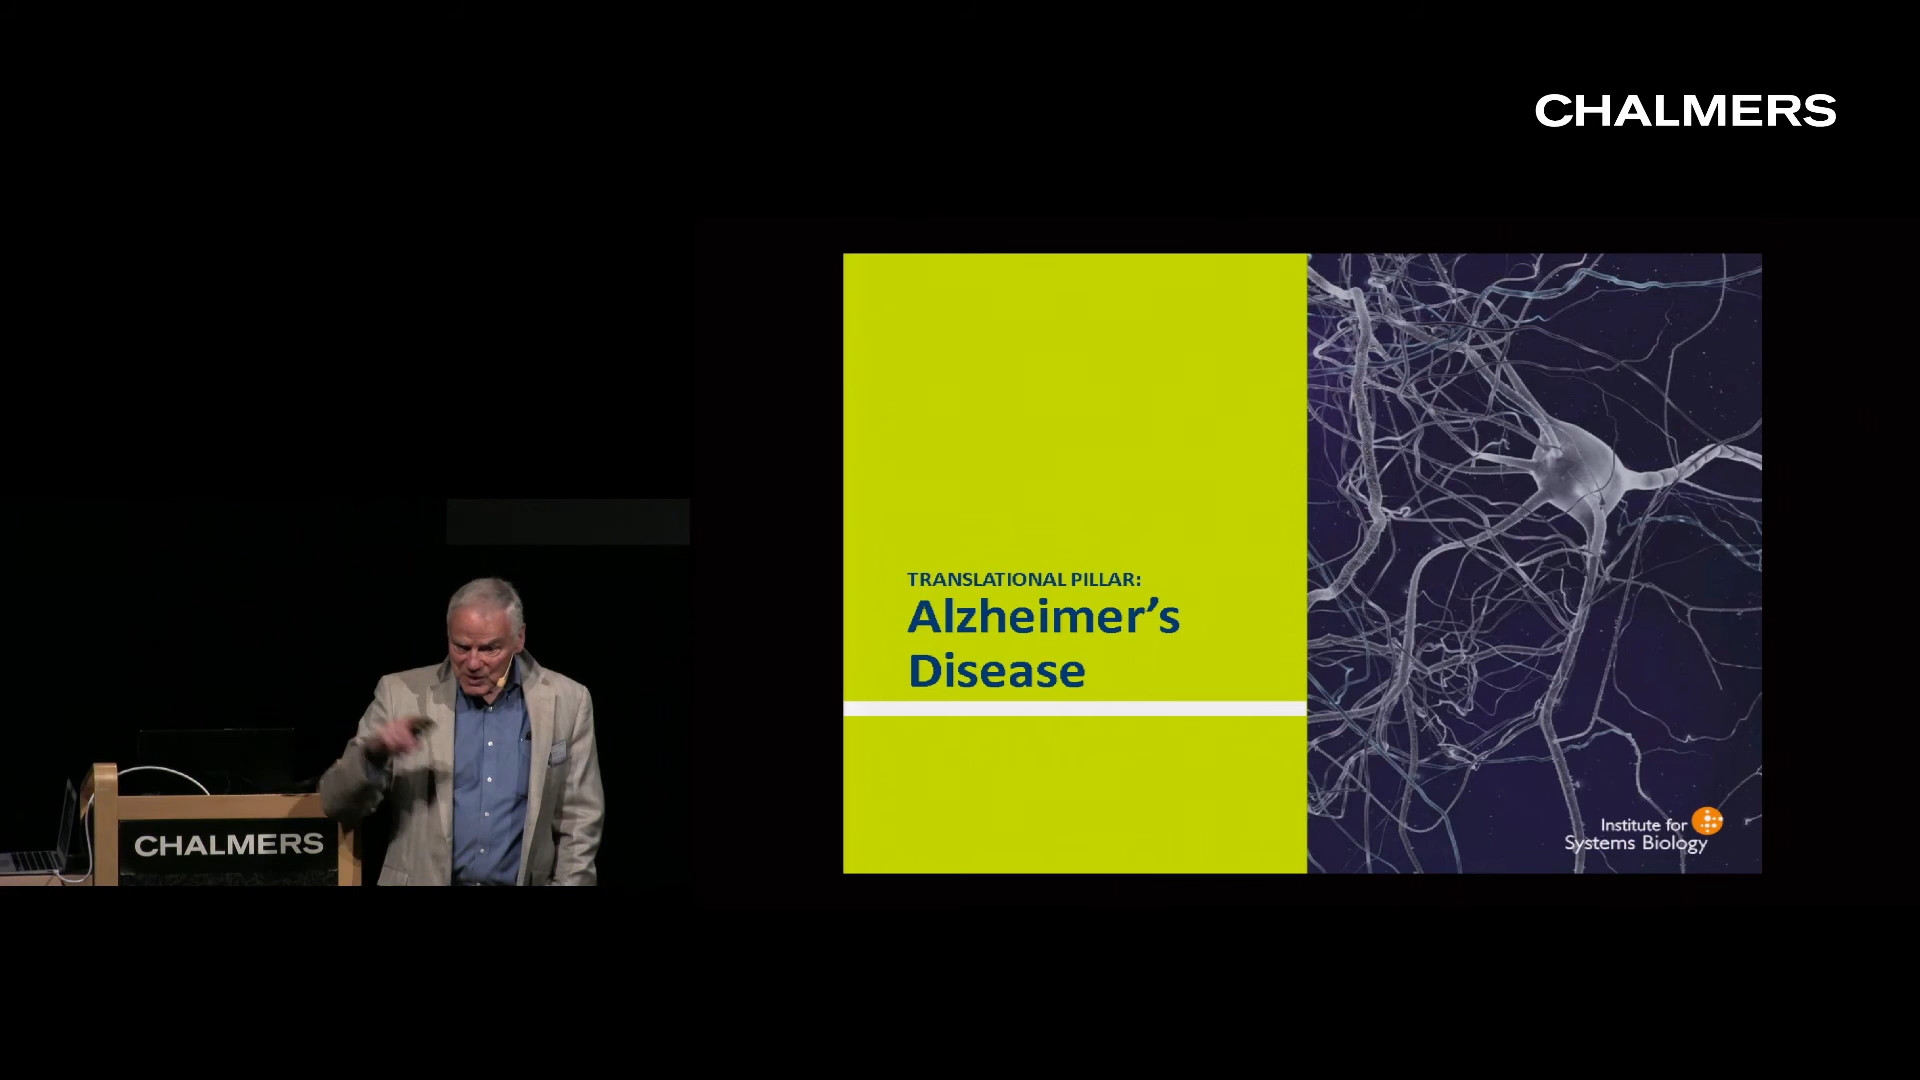 CHALMERS
TRANSLATIONAL PILLAR:
Alzheimer’s
Disease
Institute for
Systems Biology
CHALMERS